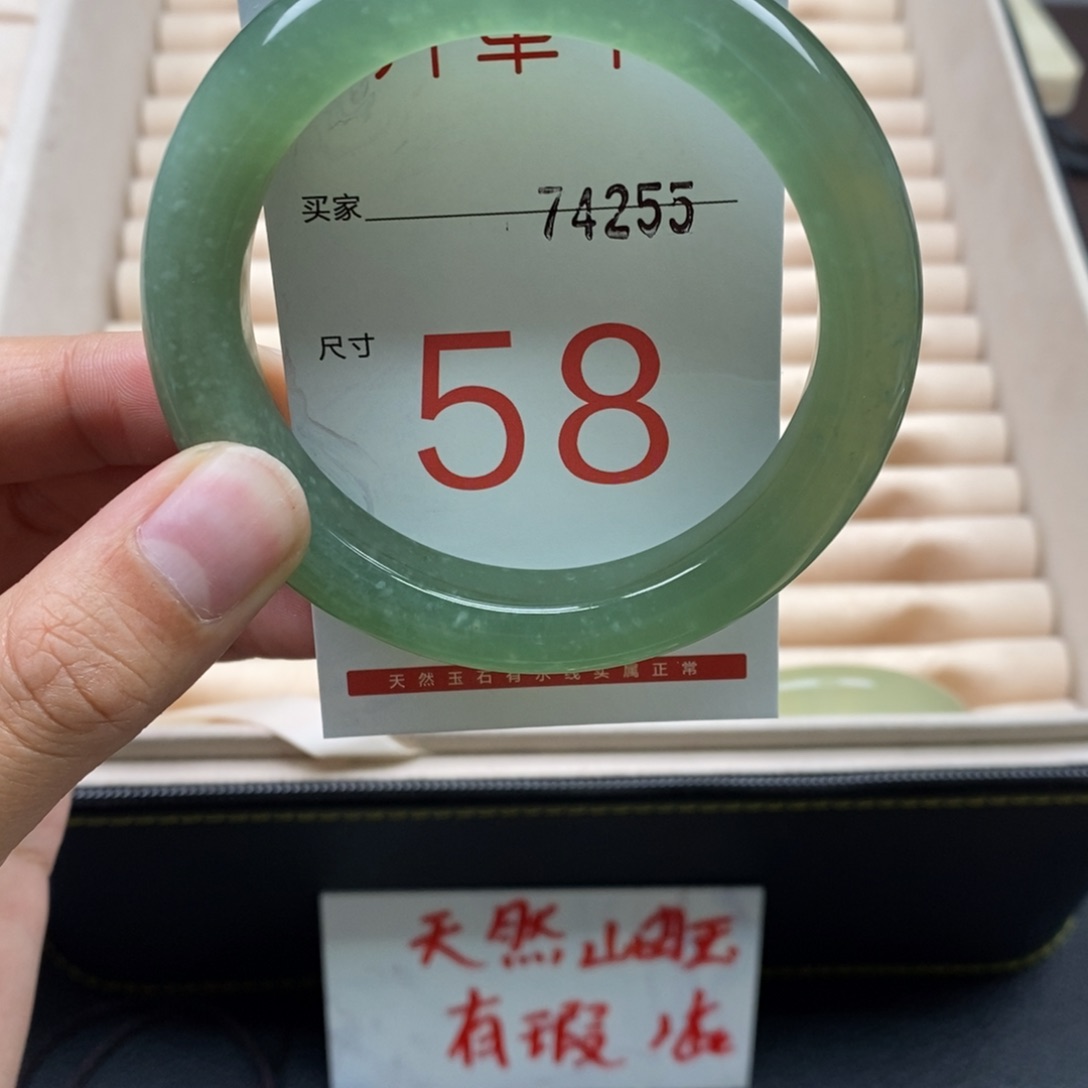 买家 74255
尺寸 58
天然玉石有水线实属正常
天然
有瑕